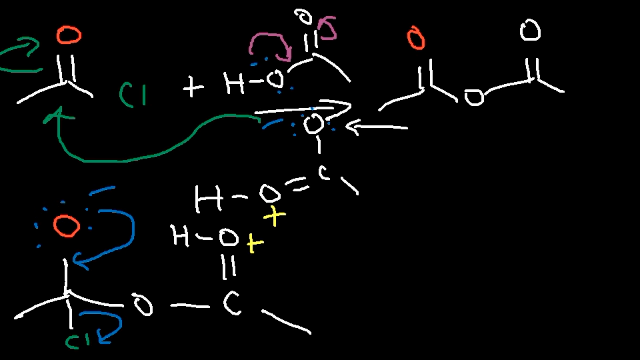 O O O O
Cl + H-O O
O
C
H-O=
+
O H-O +
O C
Cl